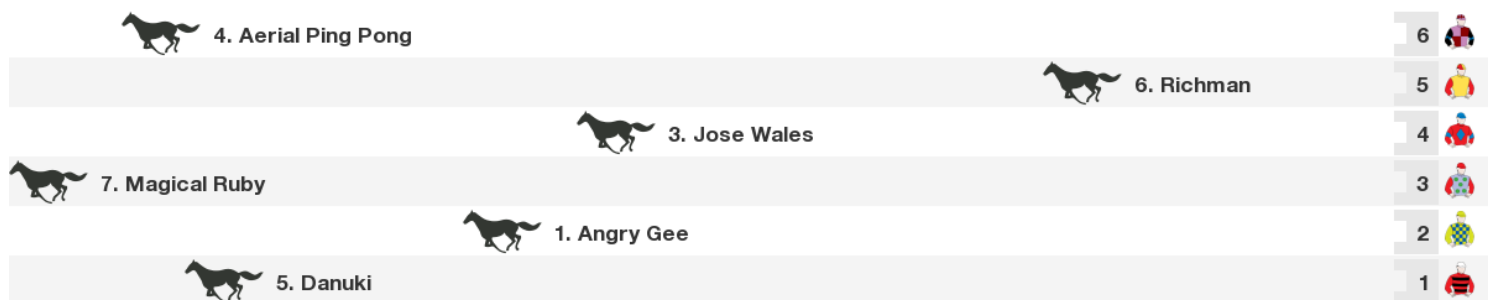 4. Aerial Ping Pong 6
6. Richman 5
3. Jose Wales 4
7. Magical Ruby 3
1. Angry Gee 2
5. Danuki 1